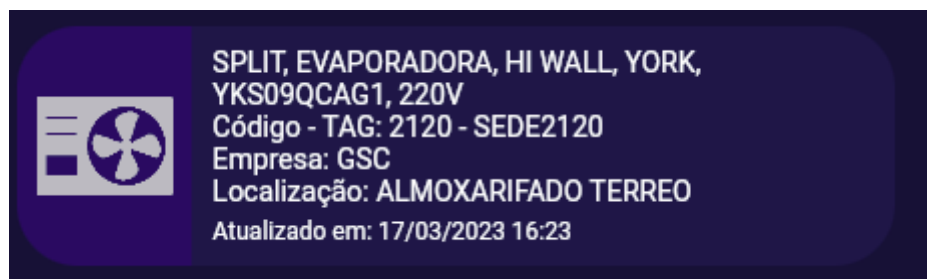 SPLIT, EVAPORADORA, HI WALL, YORK,
YKS09QCAG1, 220V
Código - TAG: 2120 - SEDE2120
Empresa: GSC
Localização: ALMOXARIFADO TERREO
Atualizado em: 17/03/2023 16:23